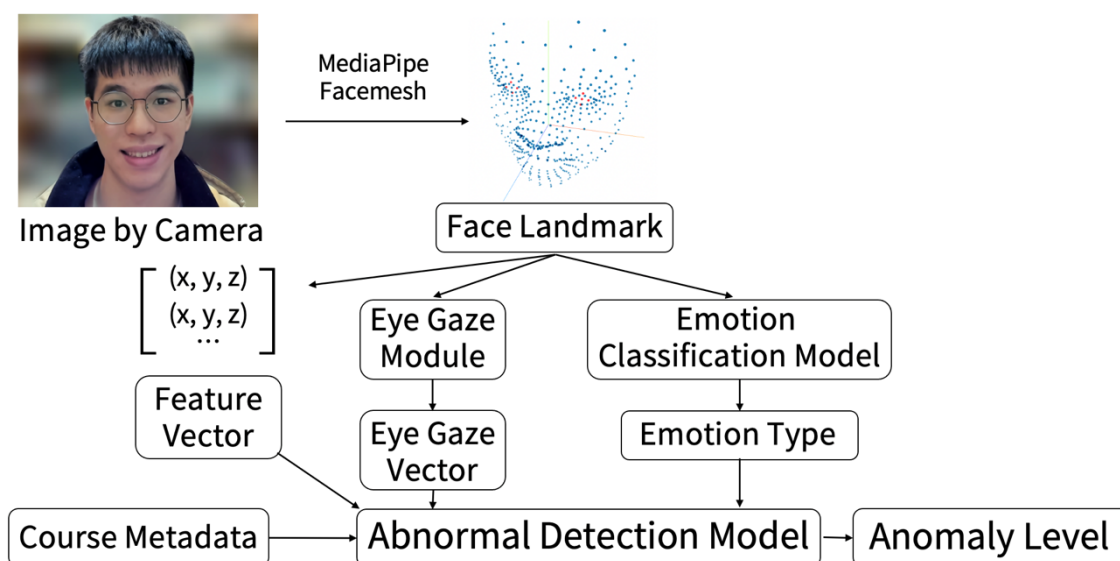 MediaPipe
Facemesh
Image by Camera
Face Landmark
(x, y, z)
(x, y, z)
...
Eye Gaze
Module
Emotion
Classification Model
Feature
Vector
Eye Gaze
Vector
Emotion Type
Course Metadata
Abnormal Detection Model
Anomaly Level